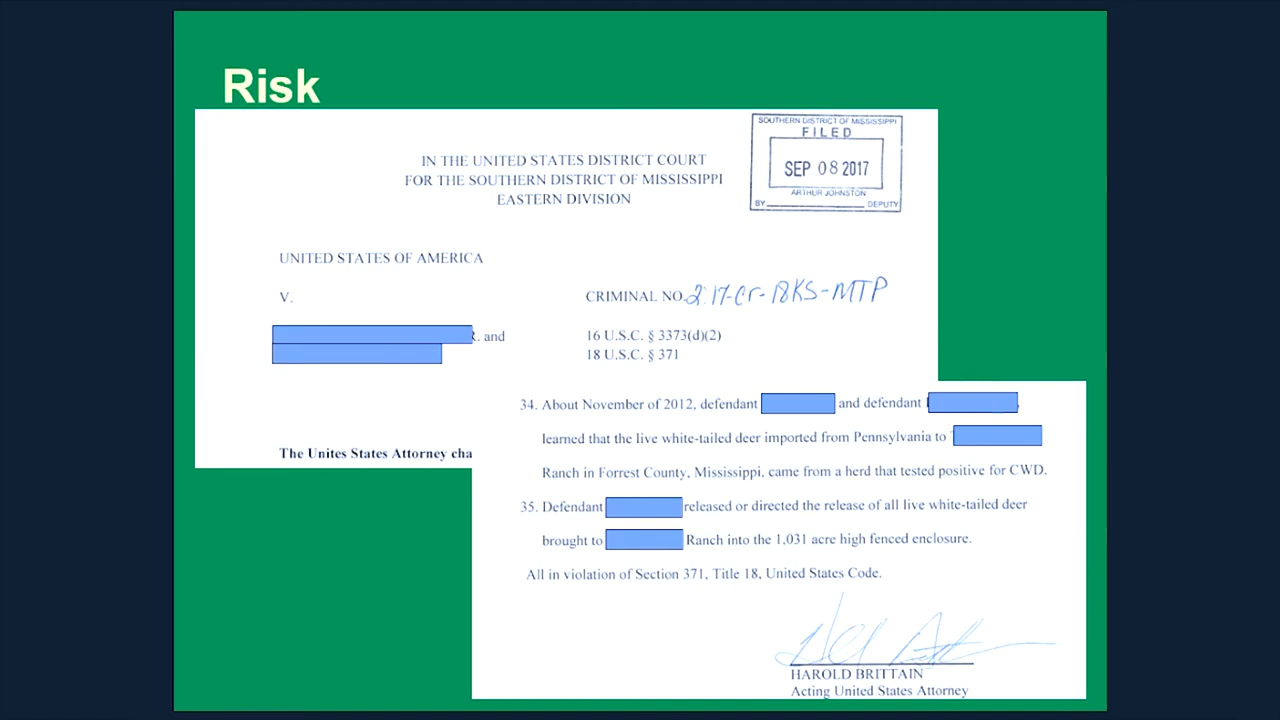 Risk
SOUTHERN DISTRICT OF MISSISSIPPI
FILED
SEP 08 2017
ARTHUR JOHNSTON
BY DEPUTY
IN THE UNITED STATES DISTRICT COURT
FOR THE SOUTHERN DISTRICT OF MISSISSIPPI
EASTERN DIVISION
UNITED STATES OF AMERICA
V.
CRIMINAL NO. 2:17-cr-18KS-MTP
R. and
16 U.S.C. § 3373(d)(2)
18 U.S.C. § 371
The Unites States Attorney cha
34. About November of 2012, defendant and defendant
learned that the live white-tailed deer imported from Pennsylvania to
Ranch in Forrest County, Mississippi, came from a herd that tested positive for CWD.
35. Defendant released or directed the release of all live white-tailed deer
brought to Ranch into the 1,031 acre high fenced enclosure.
All in violation of Section 371, Title 18, United States Code.
HAROLD BRITTAIN
Acting United States Attorney